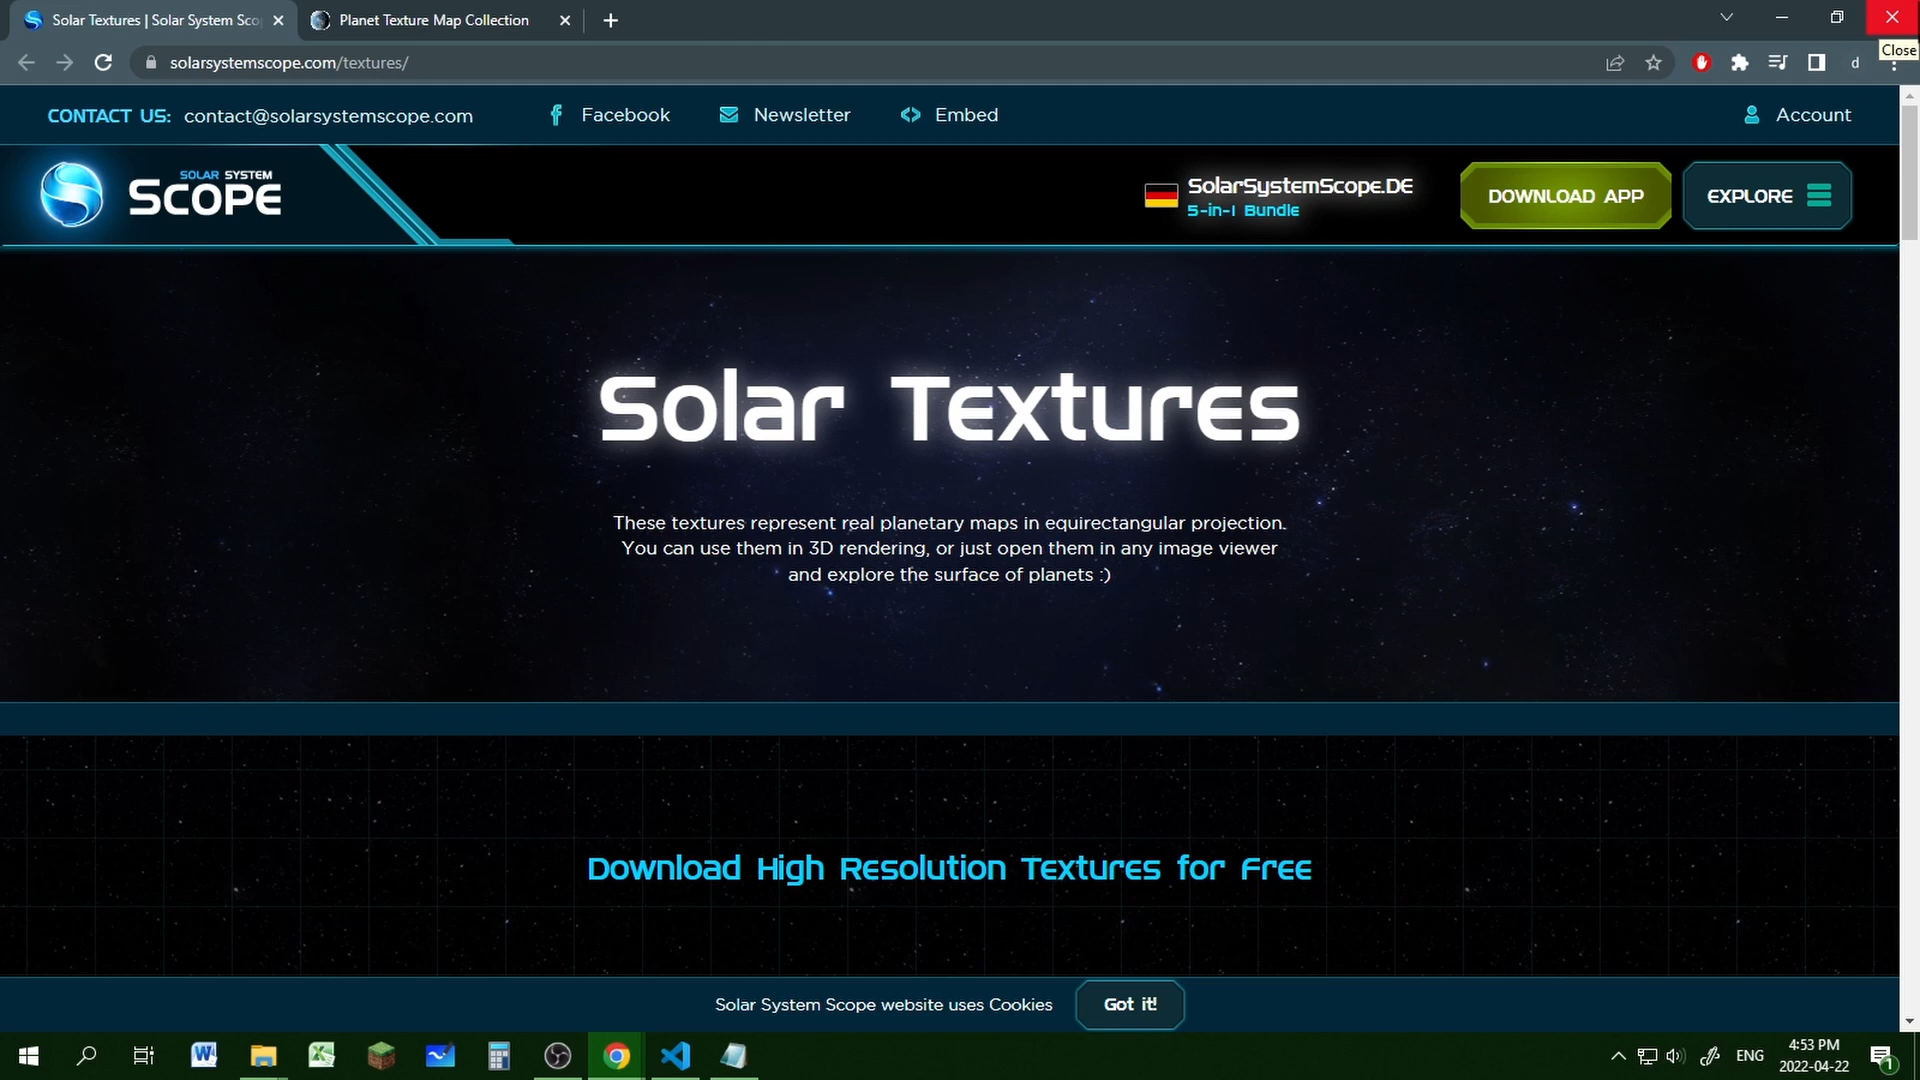 Solar Textures | Solar System Sco
Planet Texture Map Collection
Close
solarsystemscope.com/textures/
d
CONTACT US: contact@solarsystemscope.com
Facebook
Newsletter
Embed
Account
SOLAR SYSTEM
SCOPE
SolarSystemScope.DE
5-in-1 Bundle
DOWNLOAD APP
EXPLORE
Solar Textures
These textures represent real planetary maps in equirectangular projection.
You can use them in 3D rendering, or just open them in any image viewer
and explore the surface of planets :)
Download High Resolution Textures for Free
Solar System Scope website uses Cookies
Got it!
ENG
4:53 PM
2022-04-22
1